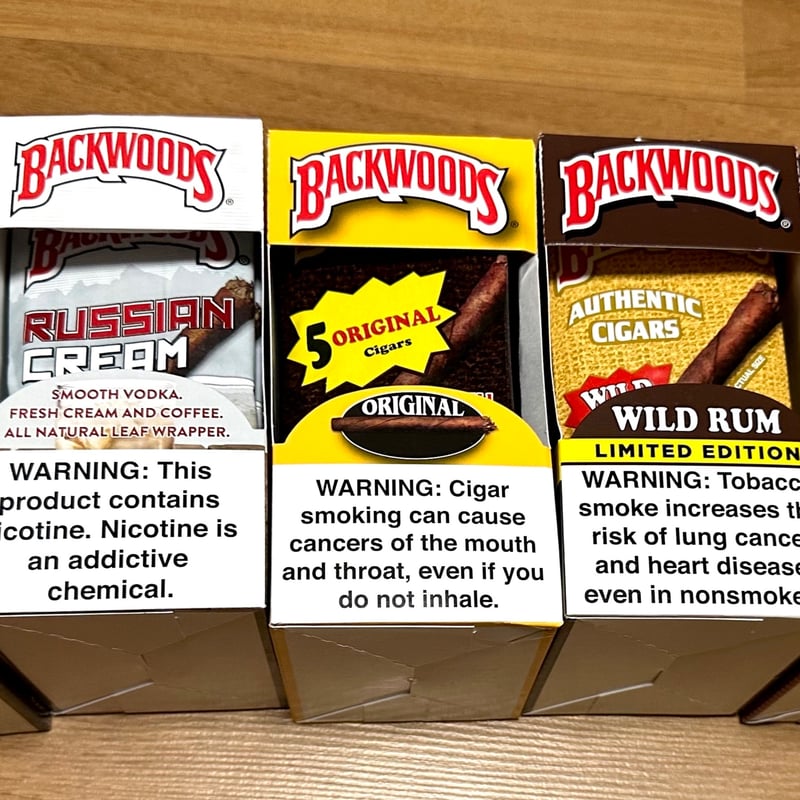 BACKWOODS®
BACKWOODS®
RUSSIAN
CREAM
SMOOTH VODKA.
FRESH CREAM AND COFFEE.
ALL NATURAL LEAF WRAPPER.
WARNING: This
product contains
icotine. Nicotine is
an addictive
chemical.
BACKWOODS®
5 ORIGINAL
Cigars
ORIGINAL
WARNING: Cigar
smoking can cause
cancers of the mouth
and throat, even if you
do not inhale.
BACKWOODS®
AUTHENTIC
CIGARS
WILD
WILD RUM
LIMITED EDITION
WARNING: Tobacc
smoke increases th
risk of lung cance
and heart disease
even in nonsmoke